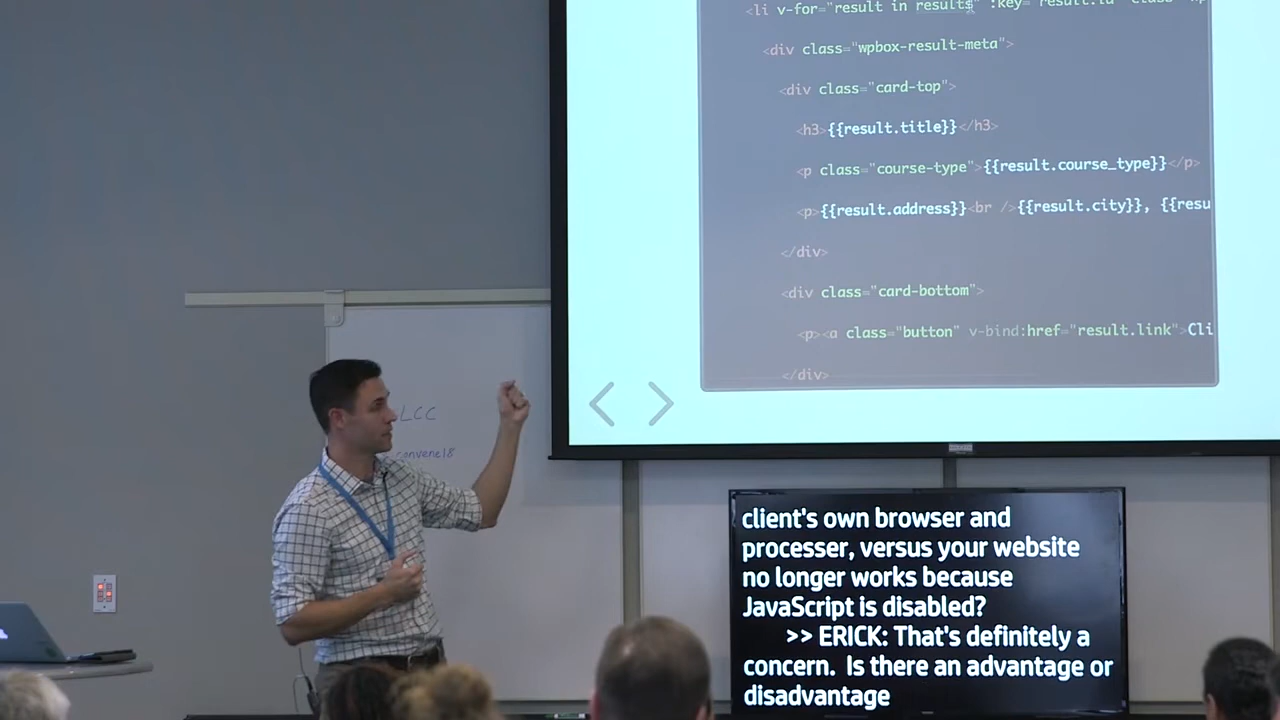 <li v-for="result in results" :key="result.id" class="wp
<div class="wpbox-result-meta">
<div class="card-top">
<h3>{{result.title}}</h3>
<p class="course-type">{{result.course_type}}</p>
<p>{{result.address}}<br />{{result.city}}, {{resu
</div>
<div class="card-bottom">
<p><a class="button" v-bind:href="result.link">Cli
</div>
LCC
convene18
client's own browser and
processer, versus your website
no longer works because
JavaScript is disabled?
>> ERICK: That's definitely a
concern. Is there an advantage or
disadvantage